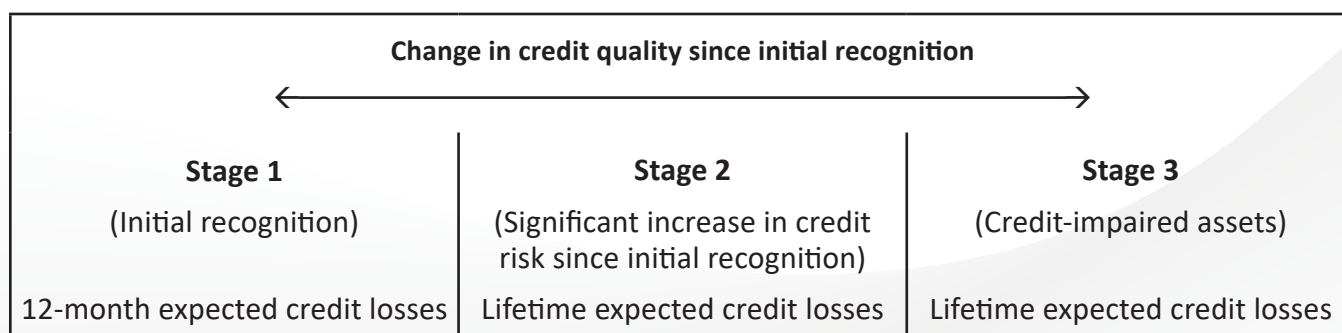 Change in credit quality since initial recognition
Stage 1
(Initial recognition)
12-month expected credit losses
Stage 2
(Significant increase in credit
risk since initial recognition)
Lifetime expected credit losses
Stage 3
(Credit-impaired assets)
Lifetime expected credit losses